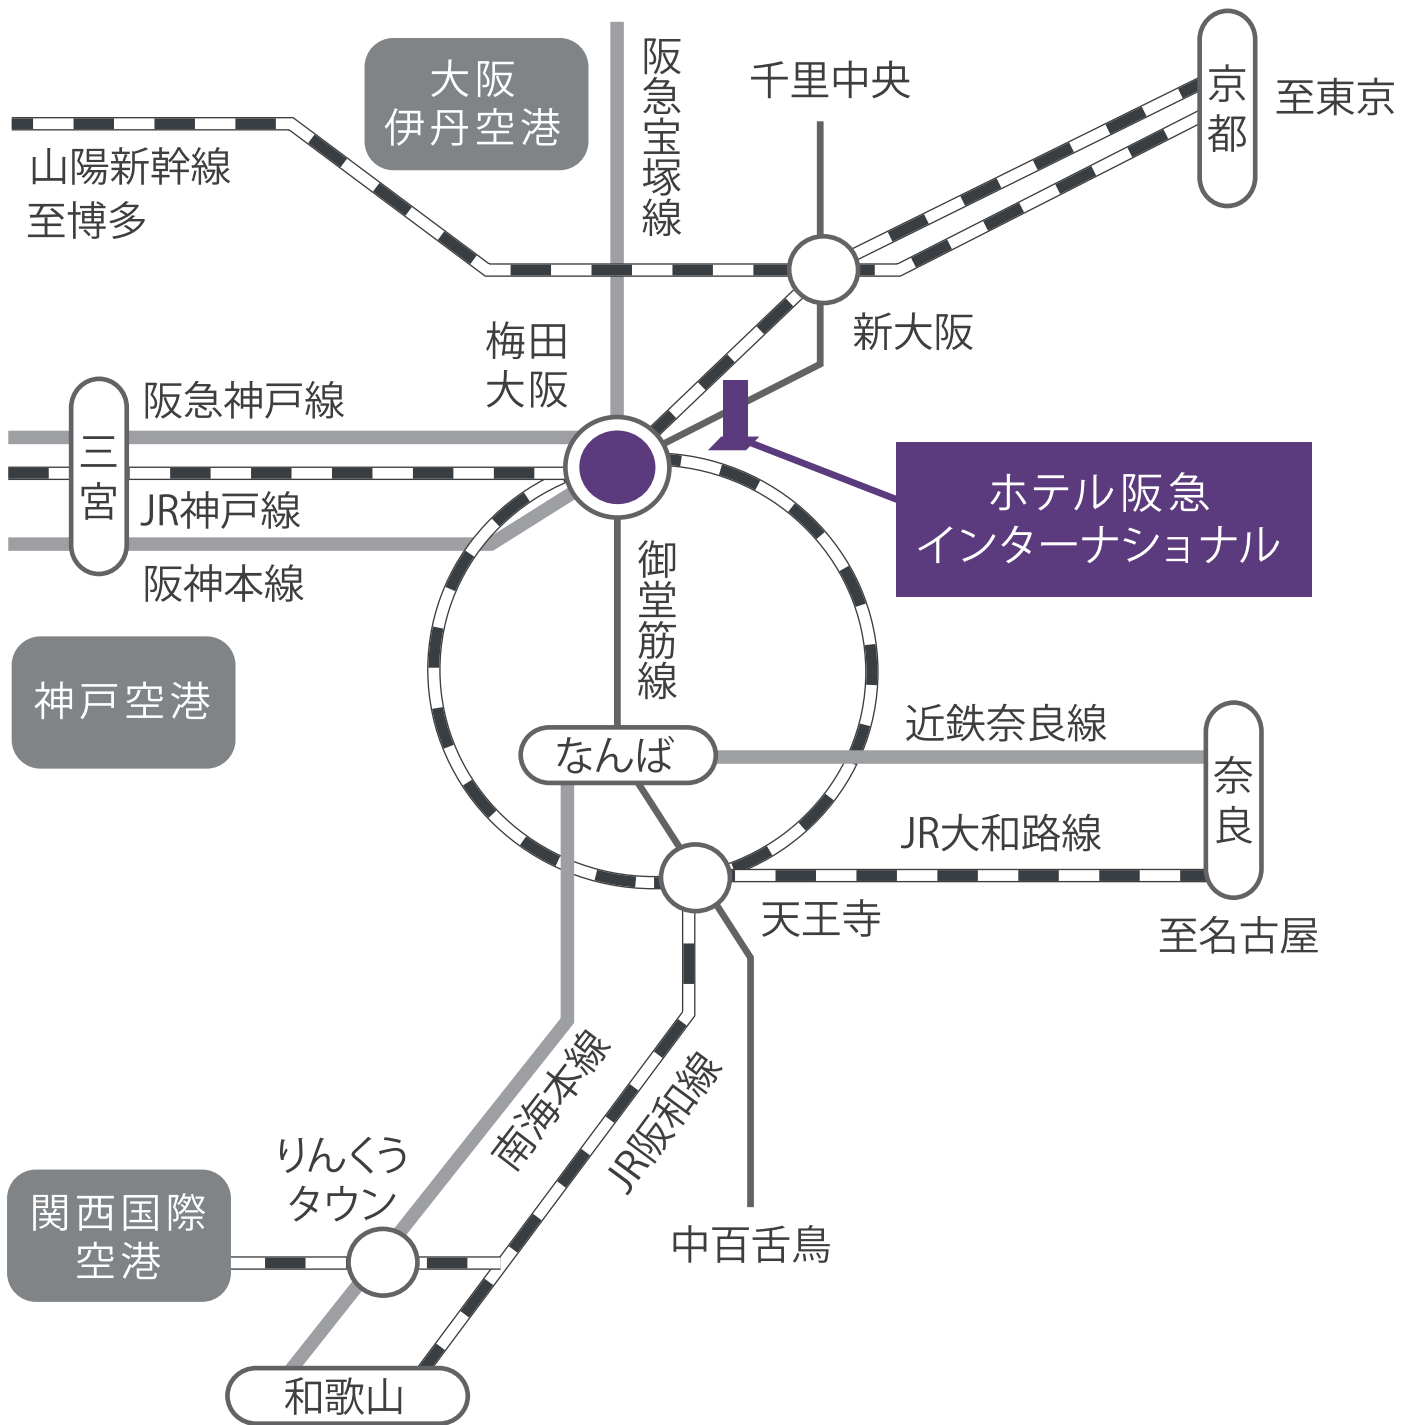 大阪
伊丹空港
阪急宝塚線
千里中央
京都
至東京
山陽新幹線
至博多
新大阪
梅田
大阪
阪急神戸線
三宮
JR神戸線
阪神本線
ホテル阪急
インターナショナル
御堂筋線
神戸空港
なんば
近鉄奈良線
奈良
JR大和路線
天王寺
至名古屋
南海本線
JR阪和線
りんくう
タウン
関西国際
空港
中百舌鳥
和歌山